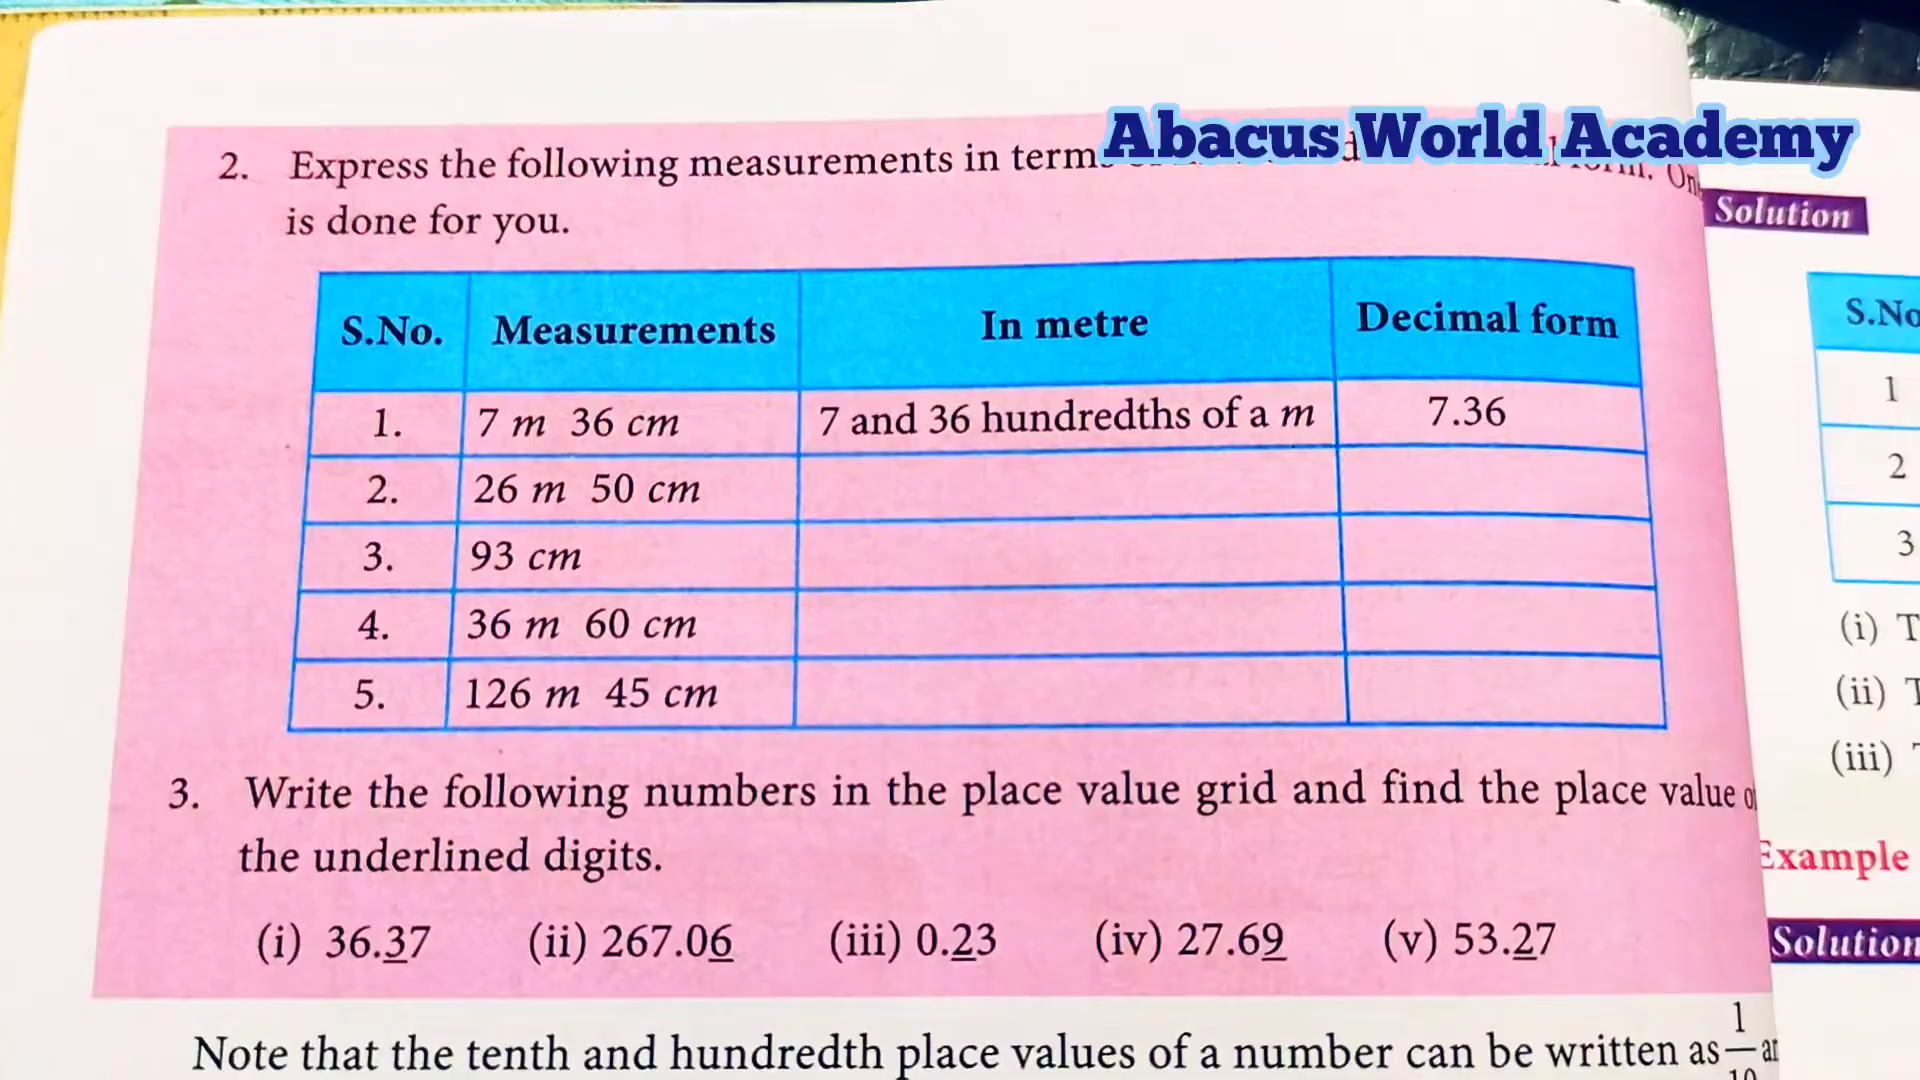 Abacus World Academy
2. Express the following measurements in
is done for you.
Solution
S.No. Measurements In metre Decimal form
1. 7 m 36 cm 7 and 36 hundredths of a m 7.36
2. 26 m 50 cm
3. 93 cm
4. 36 m 60 cm
5. 126 m 45 cm
3. Write the following numbers in the place value grid and find the place value
the underlined digits.
(i) 36.37 (ii) 267.06 (iii) 0.23 (iv) 27.69 (v) 53.27
Note that the tenth and hundredth place values of a number can be written as 1/10
S.No
1
2
3
(i) T
(ii)
(iii)
Example
Solution